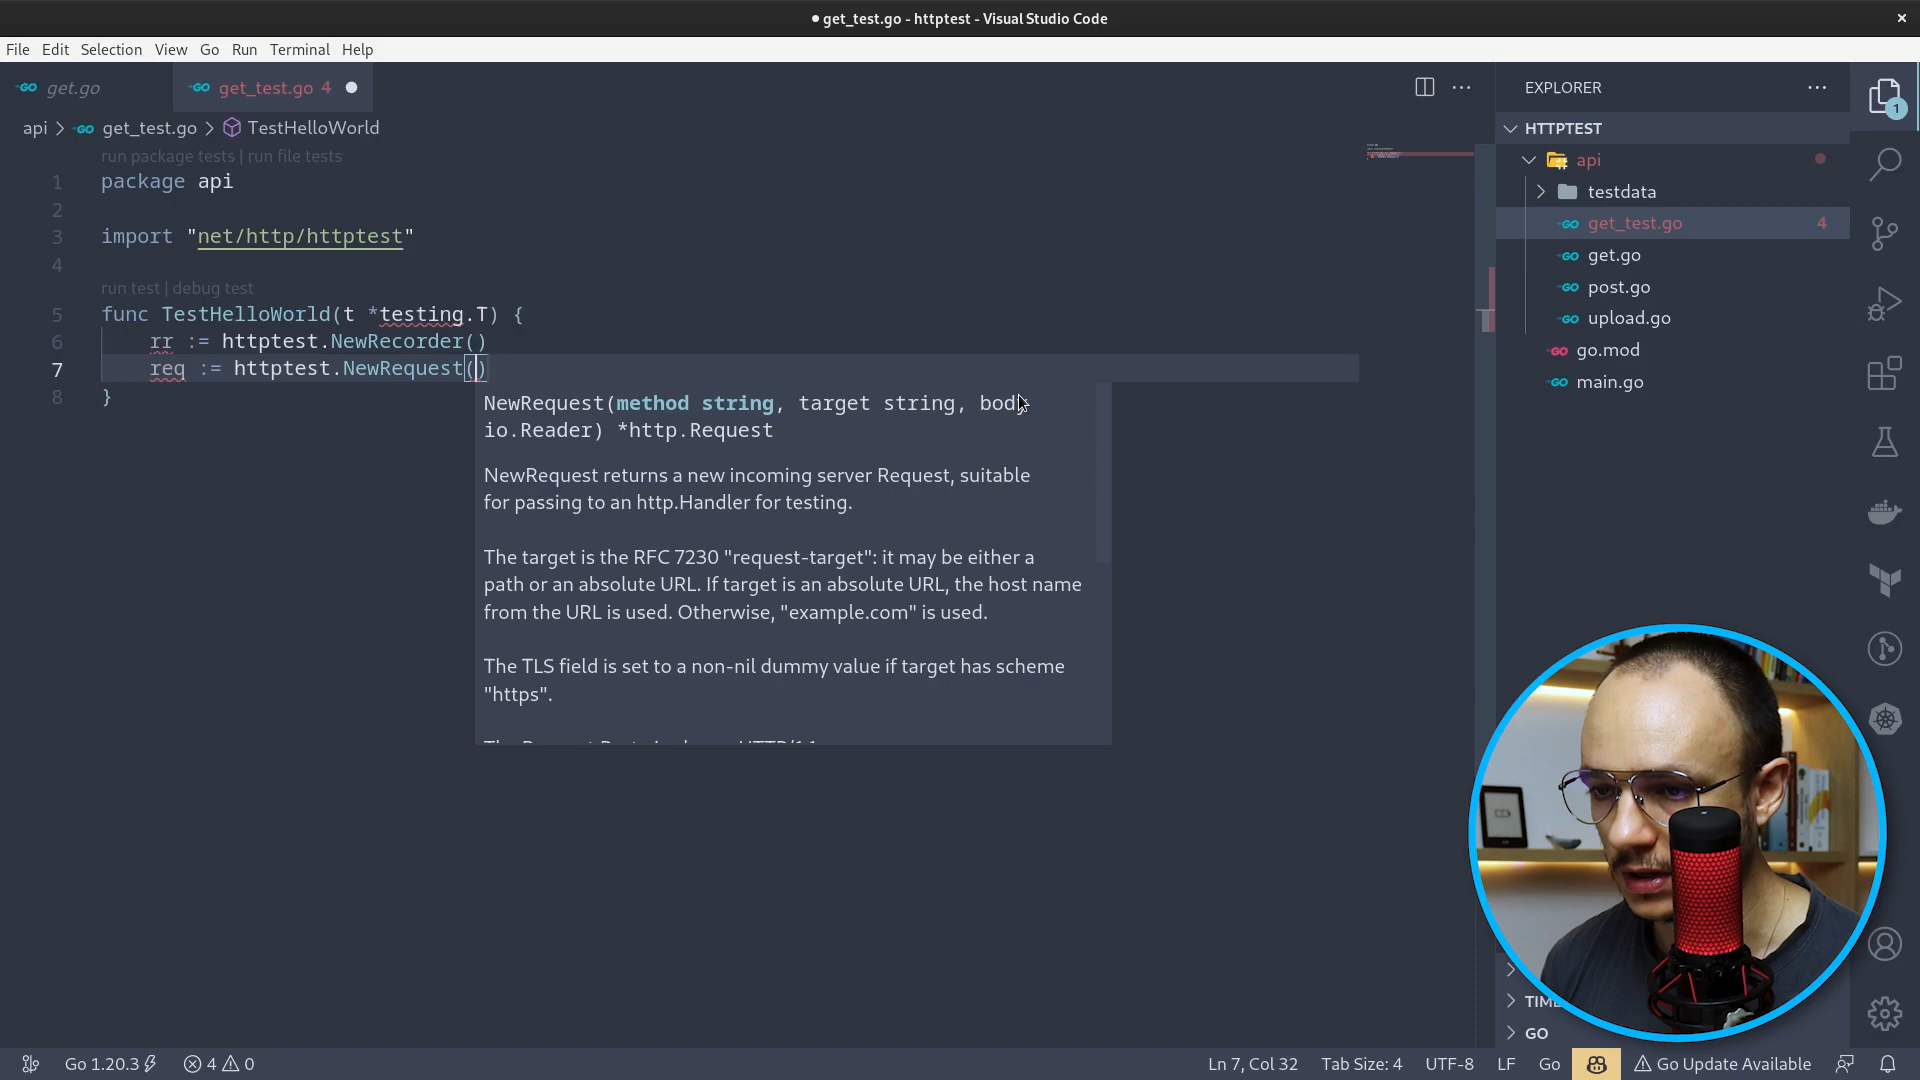 ● get_test.go - httptest - Visual Studio Code
File Edit Selection View Go Run Terminal Help
get.go
get_test.go 4
api > get_test.go > TestHelloWorld
run package tests | run file tests
1 package api
2
3 import "net/http/httptest"
4
run test | debug test
5 func TestHelloWorld(t *testing.T) {
6 rr := httptest.NewRecorder()
7 req := httptest.NewRequest()
8 }
NewRequest(method string, target string, body
io.Reader) *http.Request
NewRequest returns a new incoming server Request, suitable
for passing to an http.Handler for testing.
The target is the RFC 7230 "request-target": it may be either a
path or an absolute URL. If target is an absolute URL, the host name
from the URL is used. Otherwise, "example.com" is used.
The TLS field is set to a non-nil dummy value if target has scheme
"https".
EXPLORER
HTTPTEST
api
testdata
get_test.go 4
get.go
post.go
upload.go
go.mod
main.go
1
GO
Go 1.20.3
4 0
Ln 7, Col 32
Tab Size: 4
UTF-8
LF
Go
Go Update Available